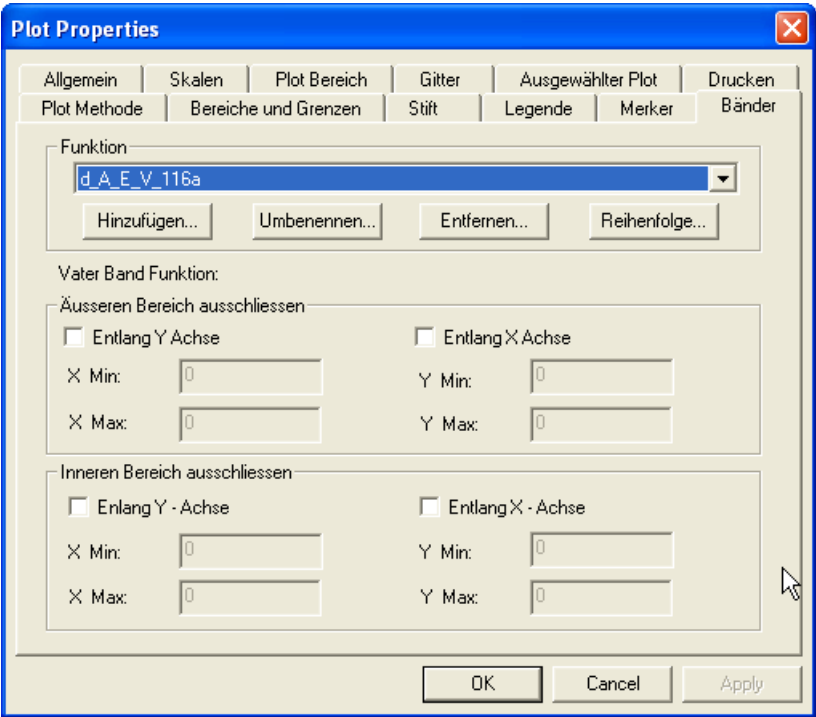 Plot Properties
Allgemein Skalen Plot Bereich Gitter Ausgewählter Plot Drucken
Plot Methode Bereiche und Grenzen Stift Legende Merker Bänder
Funktion
d_A_E_V_116a
Hinzufügen... Umbenennen... Entfernen... Reihenfolge...
Vater Band Funktion:
Äusseren Bereich ausschliessen
Entlang Y Achse Entlang X Achse
X Min: 0 Y Min: 0
X Max: 0 Y Max: 0
Inneren Bereich ausschliessen
Enlang Y - Achse Entlang X - Achse
X Min: 0 Y Min: 0
X Max: 0 Y Max: 0
OK Cancel Apply